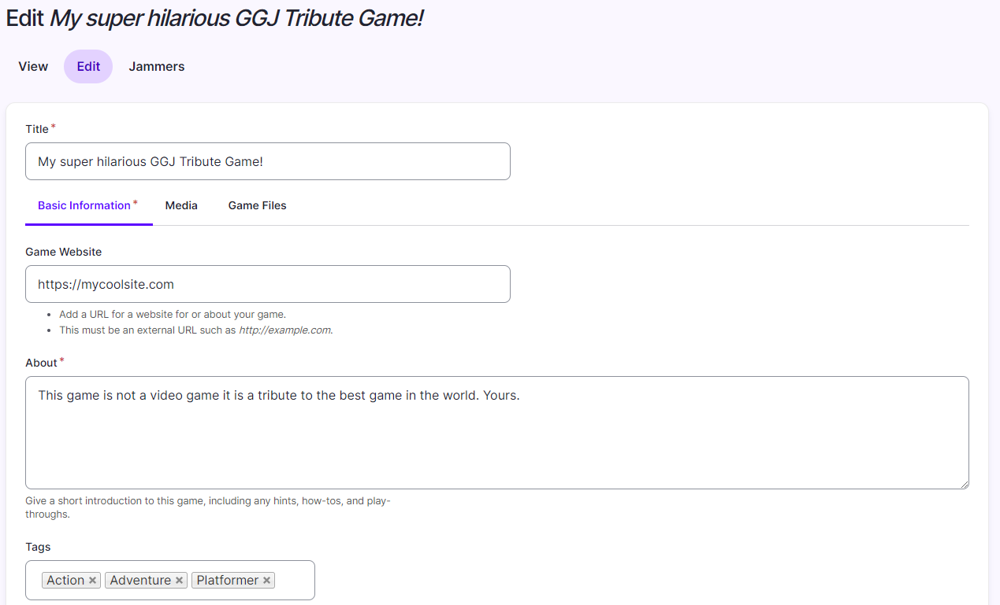 Edit My super hilarious GGJ Tribute Game!
View Edit Jammers
Title *
My super hilarious GGJ Tribute Game!
Basic Information * Media Game Files
Game Website
https://mycoolsite.com
• Add a URL for a website for or about your game.
• This must be an external URL such as http://example.com.
About *
This game is not a video game it is a tribute to the best game in the world. Yours.
Give a short introduction to this game, including any hints, how-tos, and play-
throughs.
Tags
Action × Adventure × Platformer ×